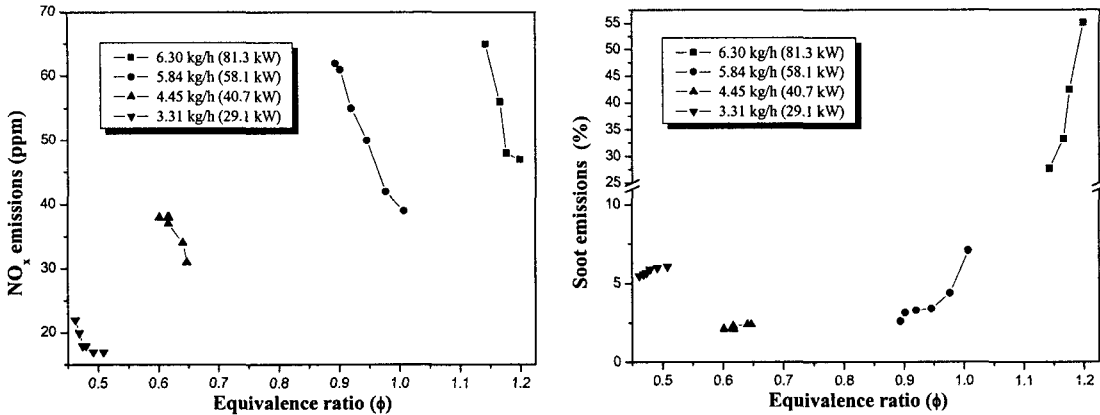 70
60
50
40
30
20
NOx emissions (ppm)
6.30 kg/h (81.3 kW)
5.84 kg/h (58.1 kW)
4.45 kg/h (40.7 kW)
3.31 kg/h (29.1 kW)
0.5 0.6 0.7 0.8 0.9 1.0 1.1 1.2
Equivalence ratio (ϕ)
55
50
45
40
35
30
25
10
5
0
Soot emissions (%)
6.30 kg/h (81.3 kW)
5.84 kg/h (58.1 kW)
4.45 kg/h (40.7 kW)
3.31 kg/h (29.1 kW)
0.5 0.6 0.7 0.8 0.9 1.0 1.1 1.2
Equivalence ratio (ϕ)